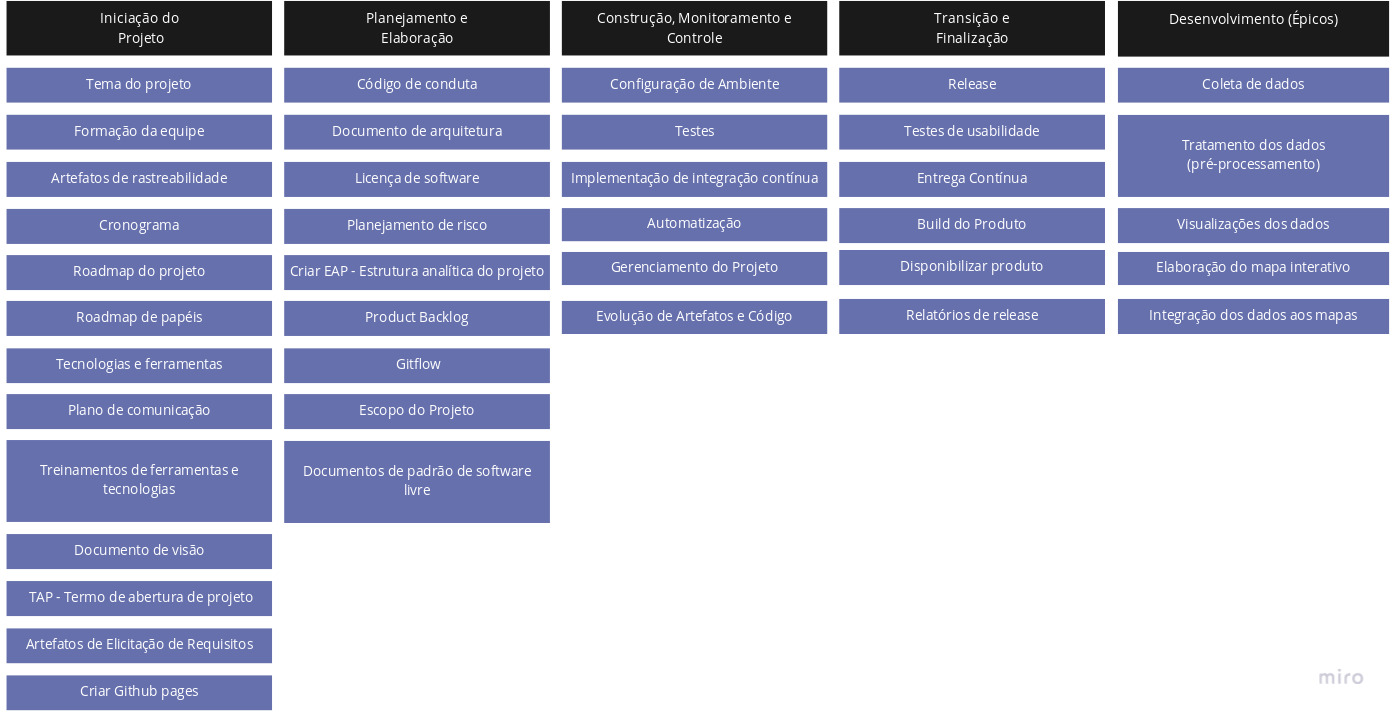 Iniciação do
Projeto
Tema do projeto
Formação da equipe
Artefatos de rastreabilidade
Cronograma
Roadmap do projeto
Roadmap de papéis
Tecnologias e ferramentas
Plano de comunicação
Treinamentos de ferramentas e
tecnologias
Documento de visão
TAP - Termo de abertura de projeto
Artefatos de Elicitação de Requisitos
Criar Github pages
Planejamento e
Elaboração
Código de conduta
Documento de arquitetura
Licença de software
Planejamento de risco
Criar EAP - Estrutura analítica do projeto
Product Backlog
Gitflow
Escopo do Projeto
Documentos de padrão de software
livre
Construção, Monitoramento e
Controle
Configuração de Ambiente
Testes
Implementação de integração contínua
Automatização
Gerenciamento do Projeto
Evolução de Artefatos e Código
Transição e
Finalização
Release
Testes de usabilidade
Entrega Contínua
Build do Produto
Disponibilizar produto
Relatórios de release
Desenvolvimento (Épicos)
Coleta de dados
Tratamento dos dados
(pré-processamento)
Visualizações dos dados
Elaboração do mapa interativo
Integração dos dados aos mapas
miro